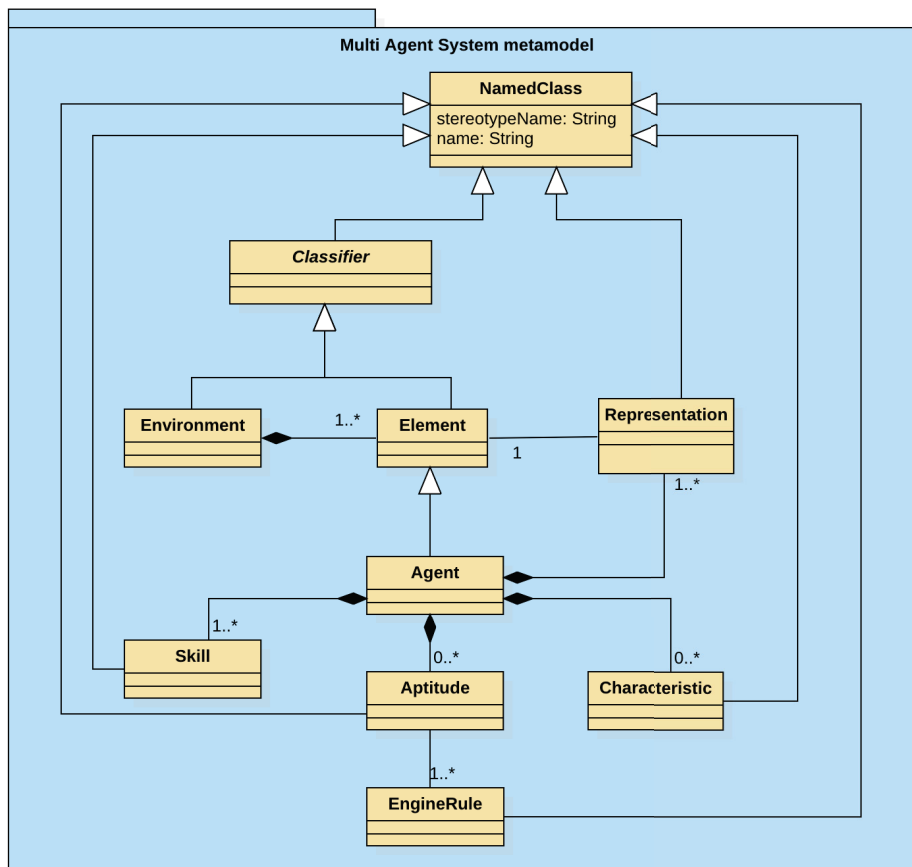 Multi Agent System metamodel
NamedClass
stereotypeName: String
name: String
Classifier
Environment
1..*
Element
1
Representation
1..*
Agent
1..*
Skill
0..*
Aptitude
0..*
Characteristic
1..*
EngineRule